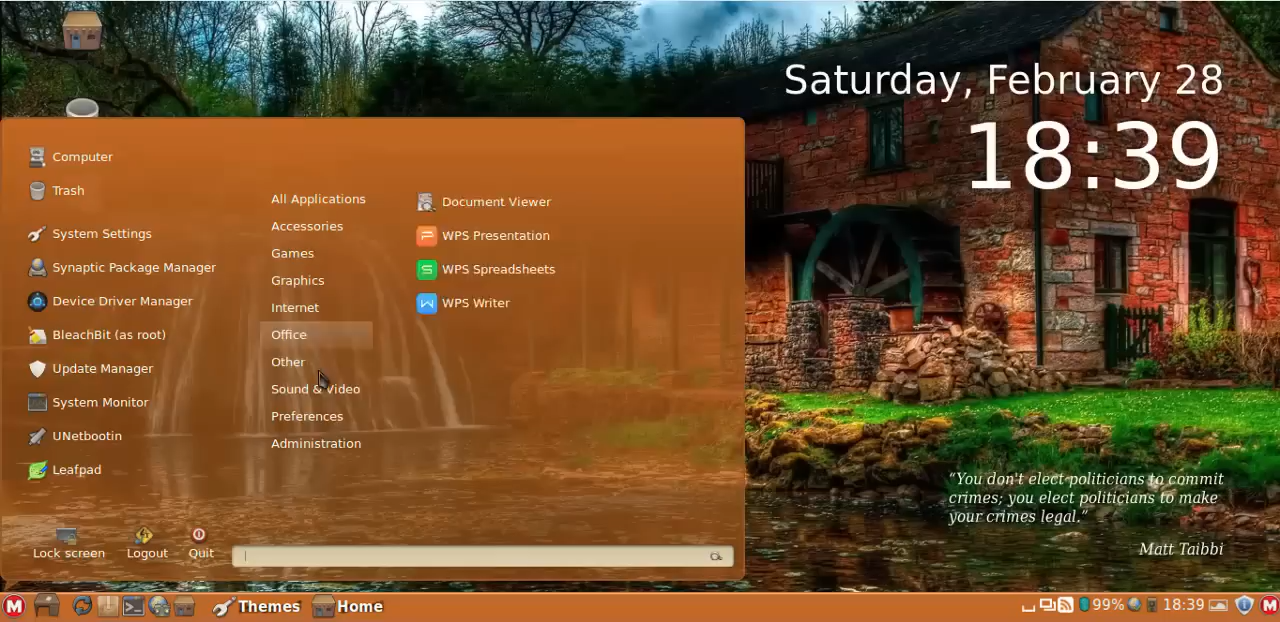 Saturday, February 28
18:39
Computer
Trash
System Settings
Synaptic Package Manager
Device Driver Manager
BleachBit (as root)
Update Manager
System Monitor
UNetbootin
Leafpad
All Applications
Accessories
Games
Graphics
Internet
Office
Other
Sound & Video
Preferences
Administration
Document Viewer
WPS Presentation
WPS Spreadsheets
WPS Writer
Lock screen
Logout
Quit
“You don't elect politicians to commit
crimes; you elect politicians to make
your crimes legal.”
Matt Taibbi
M
Themes
Home
99%
18:39
M